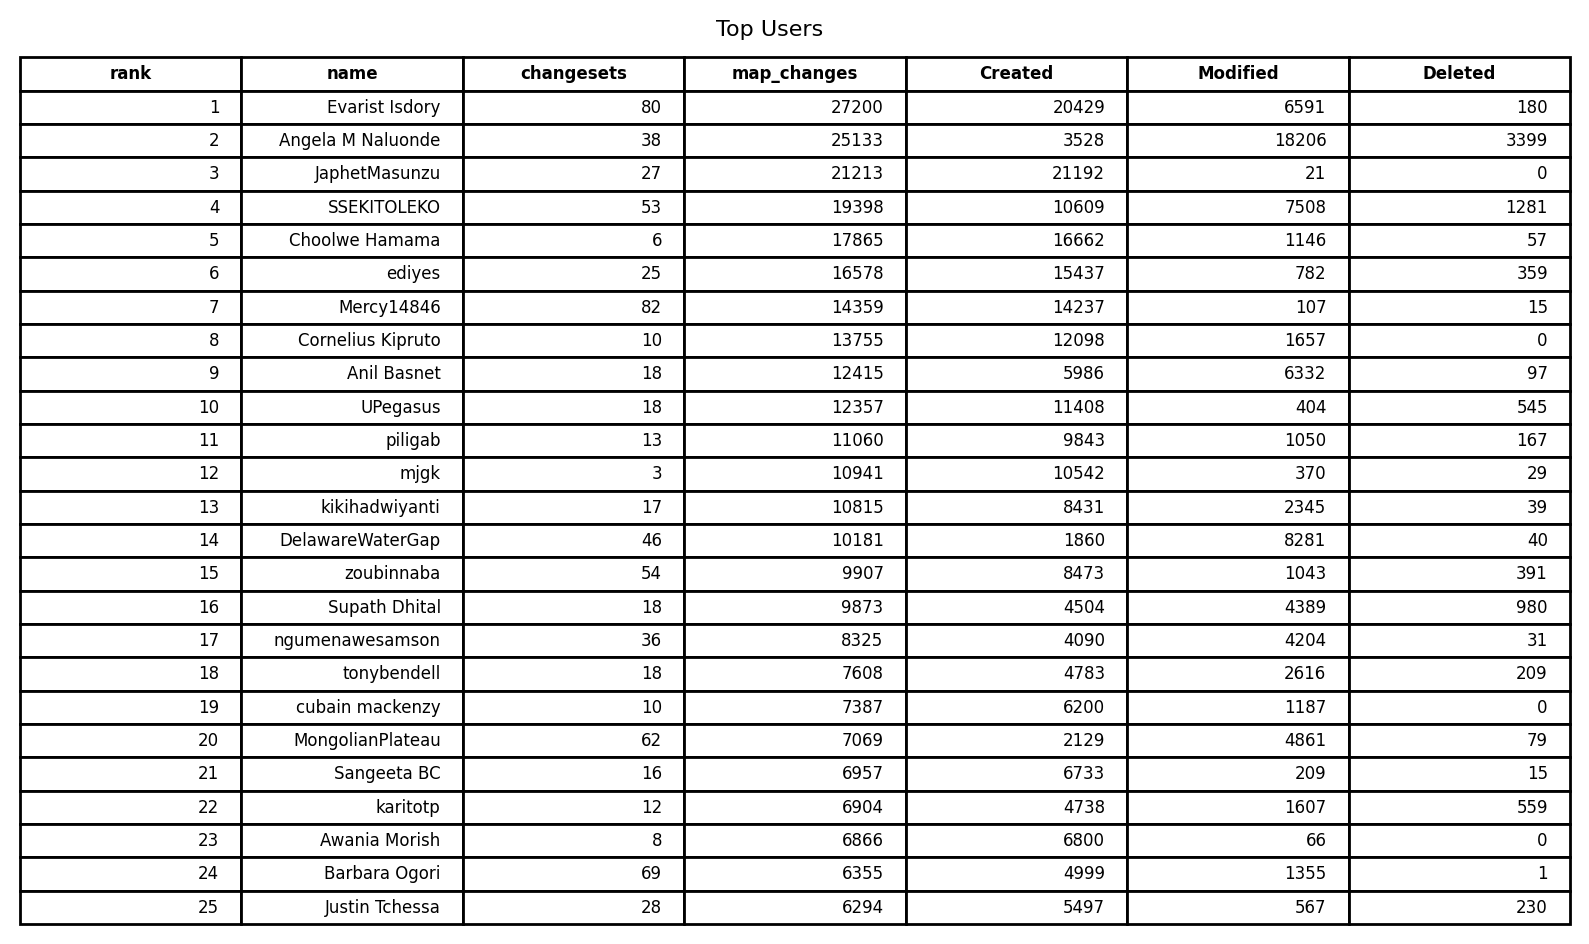 Top Users
rank name changesets map_changes Created Modified Deleted
1 Evarist Isdory 80 27200 20429 6591 180
2 Angela M Naluonde 38 25133 3528 18206 3399
3 JaphetMasunzu 27 21213 21192 21 0
4 SSEKITOLEKO 53 19398 10609 7508 1281
5 Choolwe Hamama 6 17865 16662 1146 57
6 ediyes 25 16578 15437 782 359
7 Mercy14846 82 14359 14237 107 15
8 Cornelius Kipruto 10 13755 12098 1657 0
9 Anil Basnet 18 12415 5986 6332 97
10 UPegasus 18 12357 11408 404 545
11 piligab 13 11060 9843 1050 167
12 mjgk 3 10941 10542 370 29
13 kikihadwiyanti 17 10815 8431 2345 39
14 DelawareWaterGap 46 10181 1860 8281 40
15 zoubinnaba 54 9907 8473 1043 391
16 Supath Dhital 18 9873 4504 4389 980
17 ngumenawesamson 36 8325 4090 4204 31
18 tonybendell 18 7608 4783 2616 209
19 cubain mackenzy 10 7387 6200 1187 0
20 MongolianPlateau 62 7069 2129 4861 79
21 Sangeeta BC 16 6957 6733 209 15
22 karitotp 12 6904 4738 1607 559
23 Awania Morish 8 6866 6800 66 0
24 Barbara Ogori 69 6355 4999 1355 1
25 Justin Tchessa 28 6294 5497 567 230